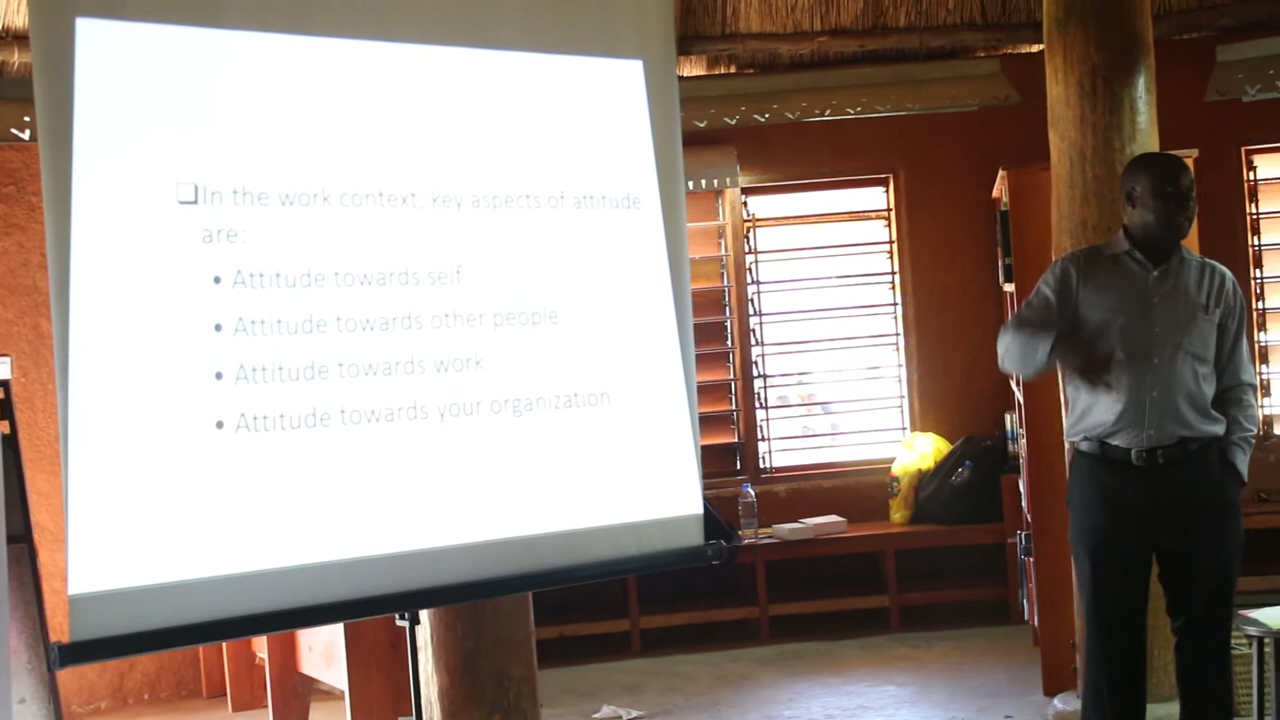 ❑In the work context, key aspects of attitude
are:
• Attitude towards self
• Attitude towards other people
• Attitude towards work
• Attitude towards your organization